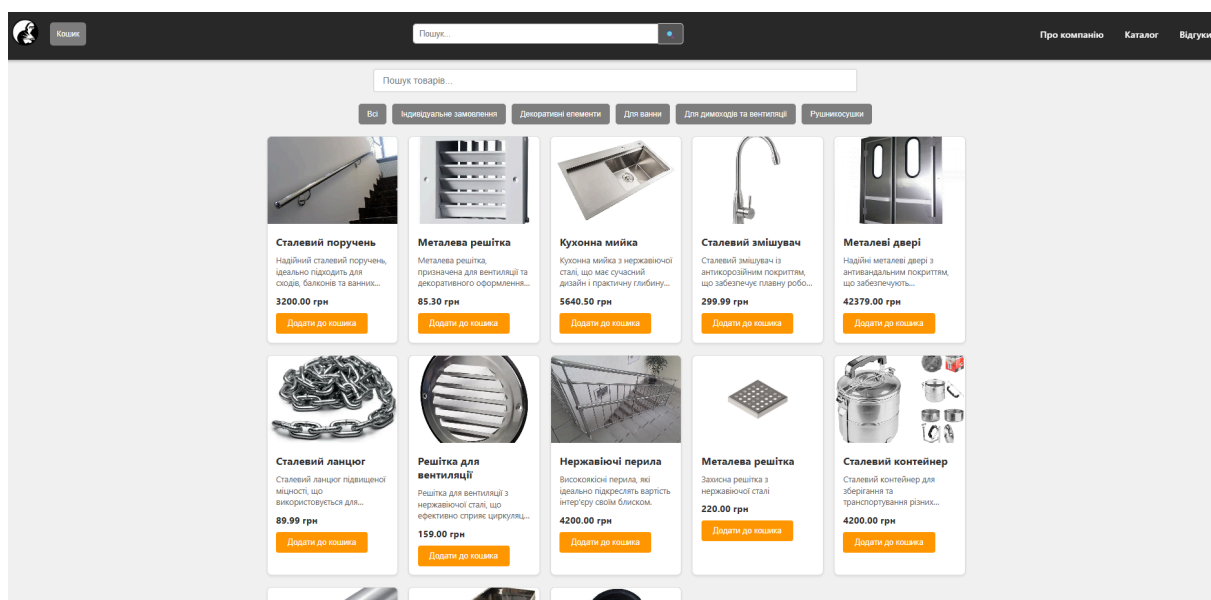 Кошик
Пошук...
Про компанію
Каталог
Відгуки
Пошук товарів...
Всі
Індивідуальне замовлення
Декоративні елементи
Для ванни
Для димоходів та вентиляції
Рушникосушки
Сталевий поручень
Надійний сталевий поручень,
ідеально підходить для
сходів, балконів та ванних...
3200.00 грн
Додати до кошика
Металева решітка
Металева решітка,
призначена для вентиляції та
декоративного оформлення...
85.30 грн
Додати до кошика
Кухонна мийка
Кухонна мийка з нержавіючої
сталі, що має сучасний
дизайн і практичну глибину...
5640.50 грн
Додати до кошика
Сталевий змішувач
Сталевий змішувач із
антикорозійним покриттям,
що забезпечує плавну робо...
299.99 грн
Додати до кошика
Металеві двері
Надійні металеві двері з
антивандальним покриттям,
що забезпечують...
42379.00 грн
Додати до кошика
Сталевий ланцюг
Сталевий ланцюг підвищеної
міцності, що
використовується для...
89.99 грн
Додати до кошика
Решітка для
вентиляції
Решітка для вентиляції з
нержавіючої сталі, що
ефективно сприяє циркуляц...
159.00 грн
Додати до кошика
Нержавіючі перила
Високоякісні перила, які
ідеально підкреслять вартість
інтер'єру своїм блиском.
4200.00 грн
Додати до кошика
Металева решітка
Захисна решітка з
нержавіючої сталі
220.00 грн
Додати до кошика
Сталевий контейнер
Сталевий контейнер для
зберігання та
транспортування різних...
4200.00 грн
Додати до кошика